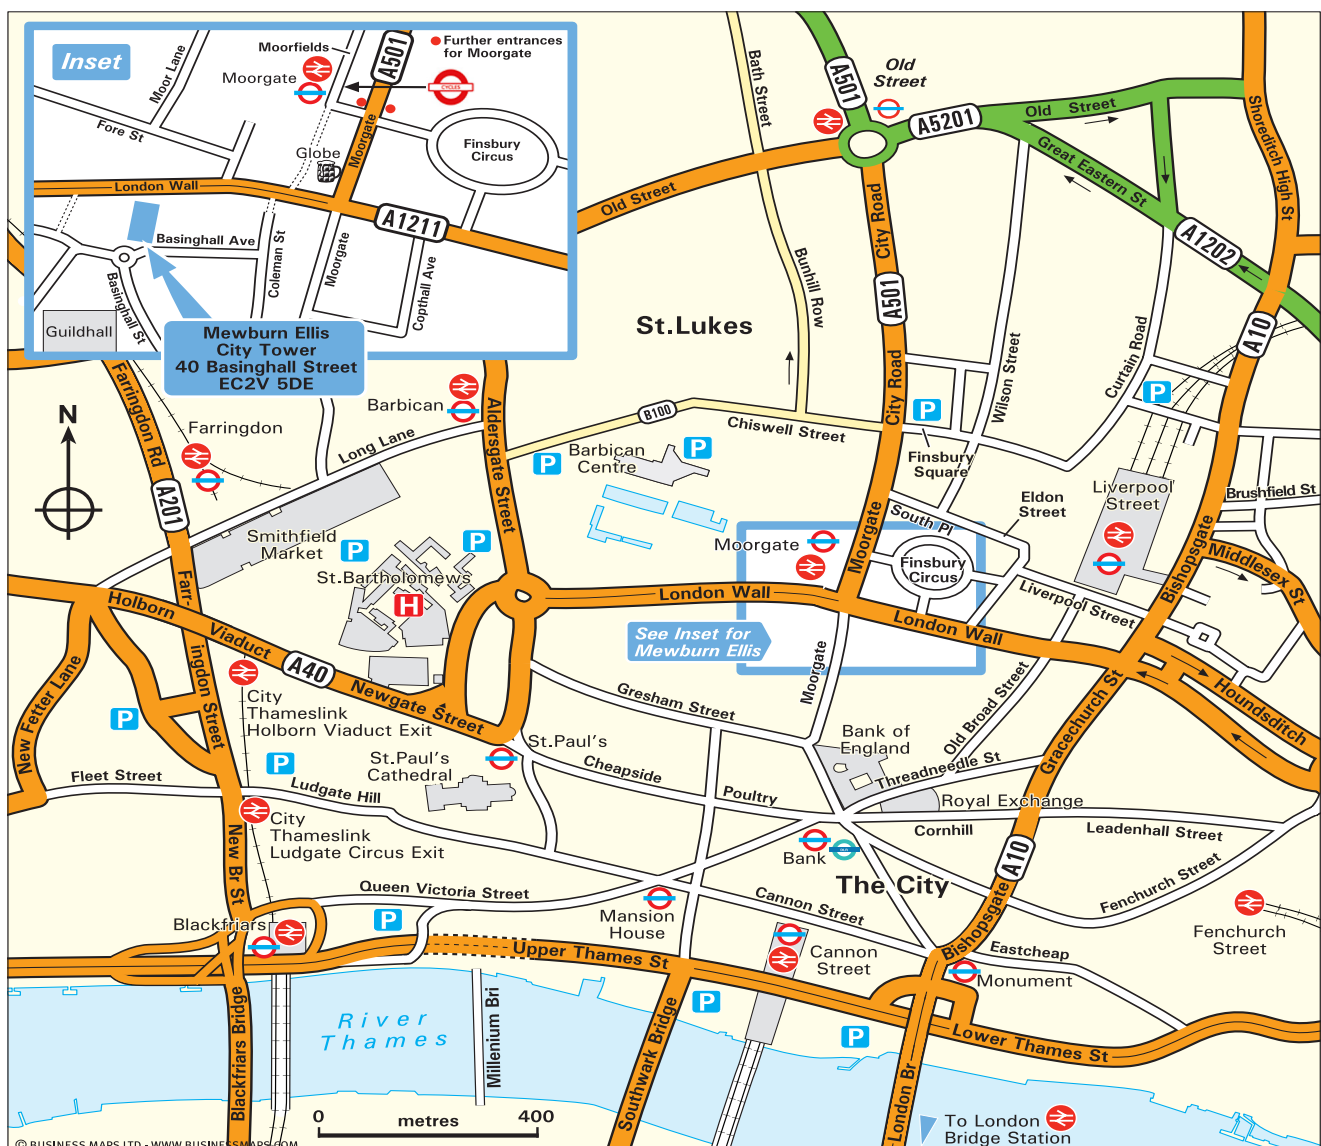 Inset
Moorfields
Moorgate
A501
Further entrances
for Moorgate
CYCLES
Moor Lane
Fore St
Globe
Moorgate
Finsbury
Circus
London Wall
A1211
Basinghall Ave
Basinghall St
Coleman St
Moorgate
Copthall Ave
Guildhall
Mewburn Ellis
City Tower
40 Basinghall Street
EC2V 5DE
Bath Street
A501
Old
Street
A5201
Old Street
Great Eastern St
Shoreditch High St
A1202
Old Street
City Road
Bunhill Row
A501
St.Lukes
City Road
Wilson Street
Curtain Road
A10
P
P
Farringdon Rd
N
Farringdon
Barbican
Long Lane
Aldersgate Street
B100
Chiswell Street
Barbican
Centre
P
P
Finsbury
Square
A201
Smithfield
Market
P
P
St.Bartholomews
H
Moorgate
Moorgate
South Pl
Eldon
Street
Finsbury
Circus
Liverpool
Street
Brushfield St
Bishopsgate
Middlesex St
Liverpool Street
London Wall
London Wall
See Inset for
Mewburn Ellis
Moorgate
Holborn
Viaduct
Farr-
ingdon Street
A40
Newgate Street
New Fetter Lane
P
City
Thameslink
Holborn Viaduct Exit
P
Gresham Street
St.Paul's
St.Paul's
Cathedral
Cheapside
Poultry
Bank of
England
Old Broad Street
Threadneedle St
Royal Exchange
Gracechurch St
Houndsditch
Fleet Street
Ludgate Hill
City
Thameslink
Ludgate Circus Exit
Cornhill
Leadenhall Street
Bank
DLR
The City
A10
Fenchurch Street
New Br St
Queen Victoria Street
Blackfriars
P
Mansion
House
Cannon Street
Cannon
Street
Bishopsgate
Eastcheap
Monument
Fenchurch
Street
Upper Thames St
P
P
Lower Thames St
River
Thames
Blackfriars Bridge
Millenium Bri
Southwark Bridge
London Br
0
metres
400
To London
Bridge Station
© BUSINESS MAPS LTD - WWW.BUSINESSMAPS.COM